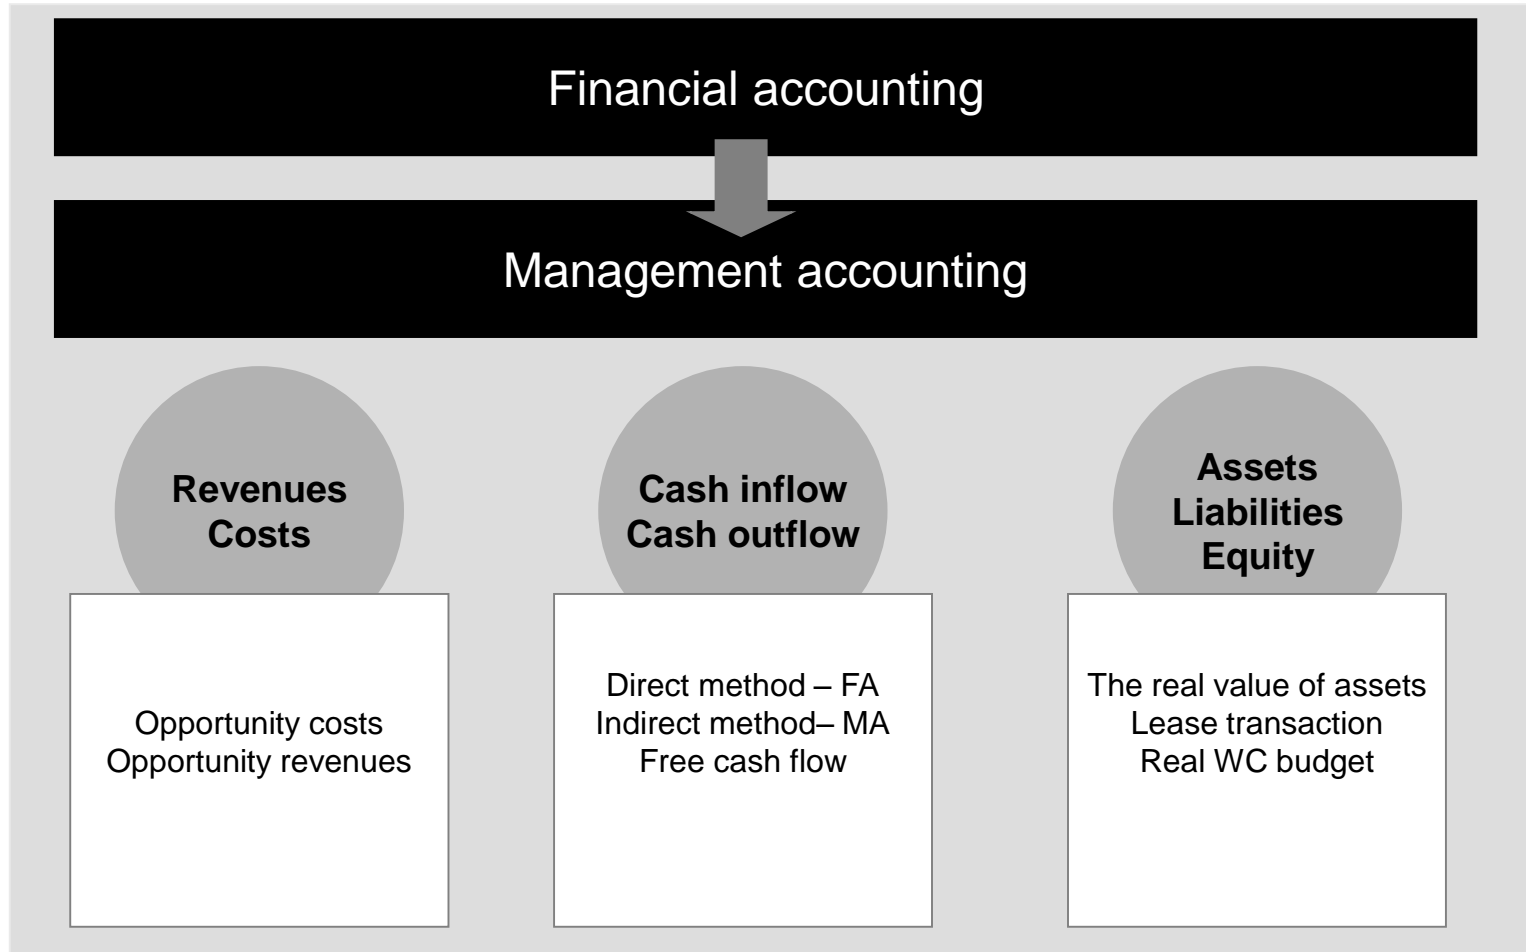 Financial accounting
Management accounting
Revenues
Costs
Cash inflow
Cash outflow
Assets
Liabilities
Equity
Opportunity costs
Opportunity revenues
Direct method – FA
Indirect method– MA
Free cash flow
The real value of assets
Lease transaction
Real WC budget